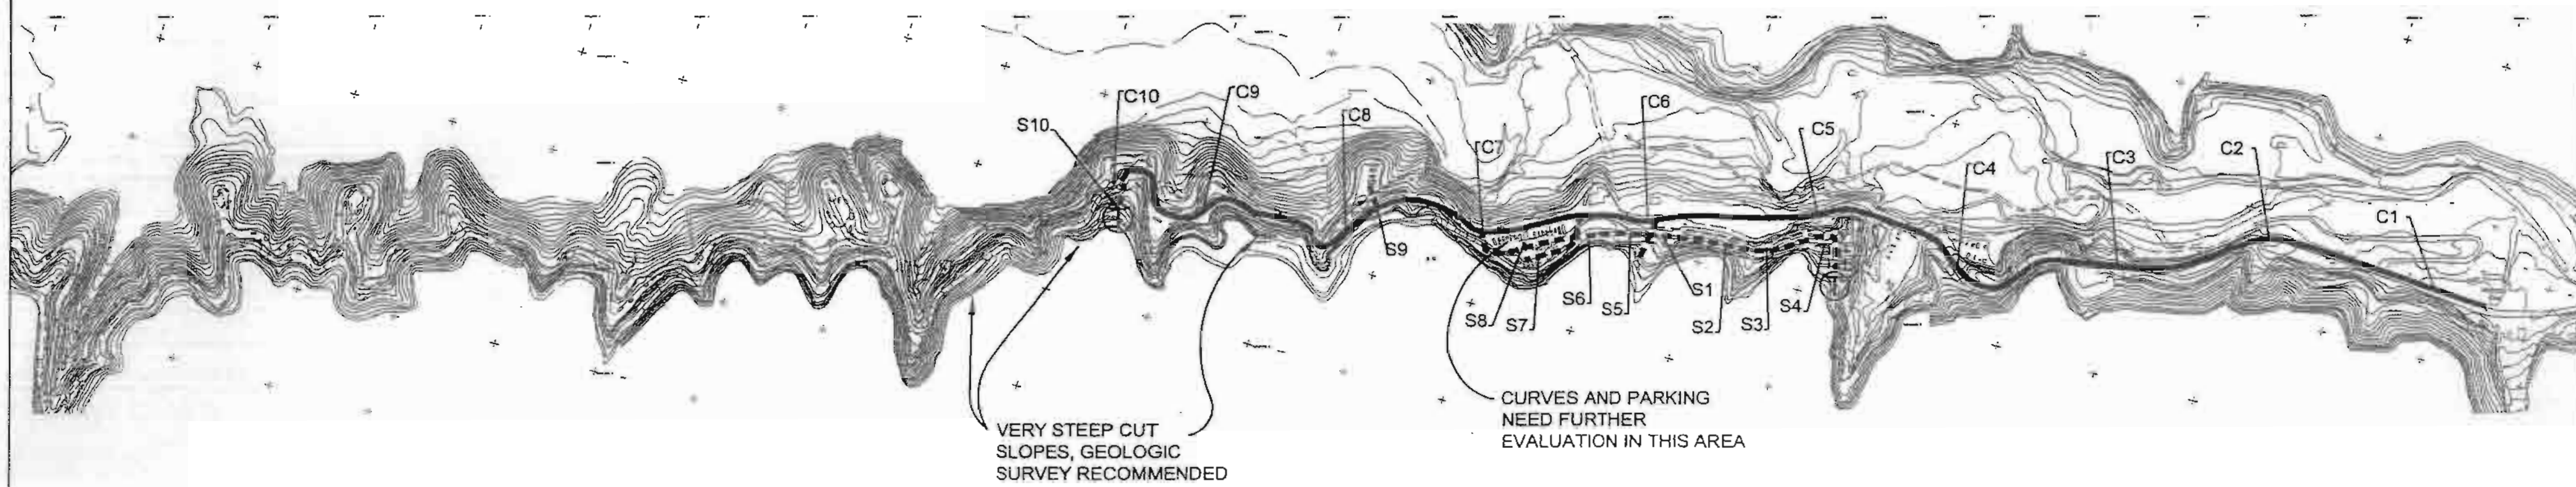 C10
C9
S10
C8
C6
C7
C5
C4
C3
C2
C1
S9
S8
S7
S6
S5
S1
S2
S3
S4
VERY STEEP CUT
SLOPES, GEOLOGIC
SURVEY RECOMMENDED
CURVES AND PARKING
NEED FURTHER
EVALUATION IN THIS AREA